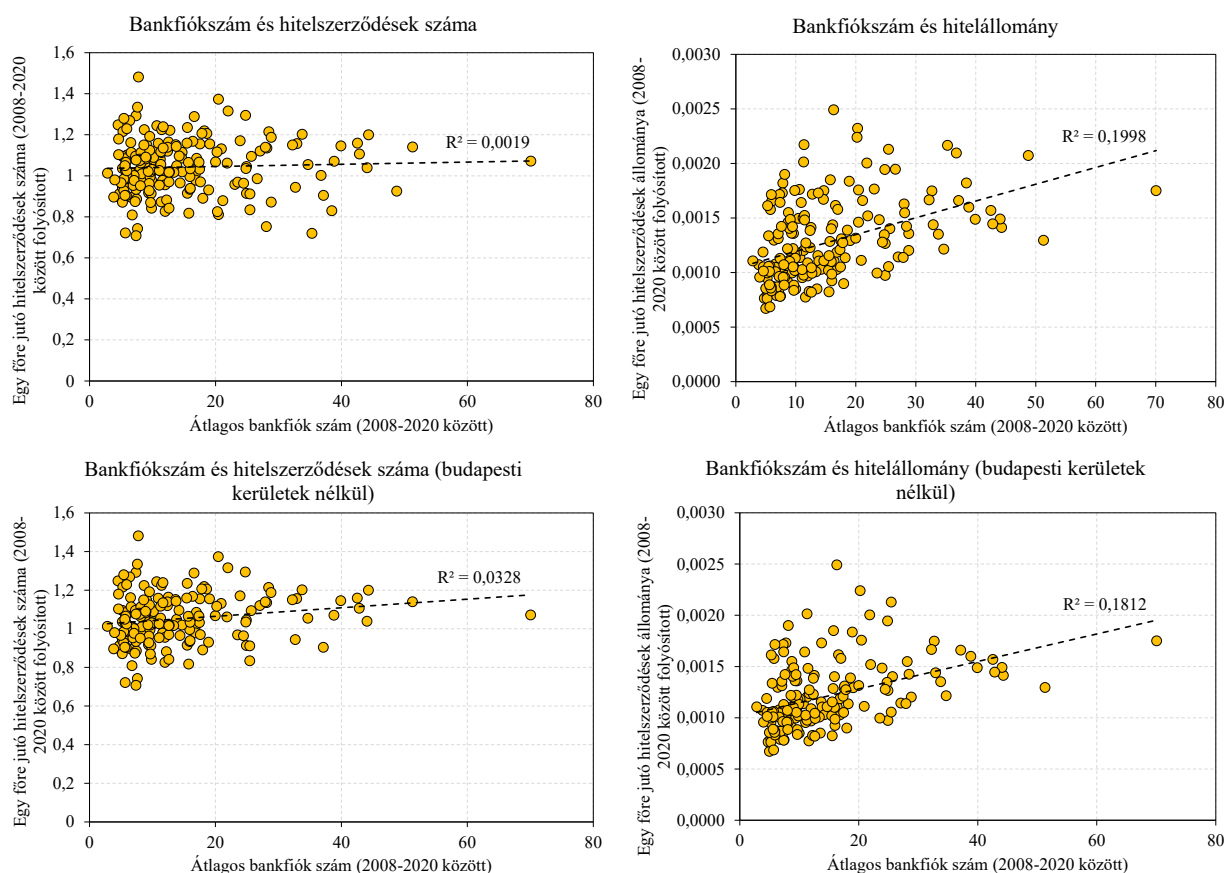 Bankfiókszám és hitelszerződések száma
Egy főre jutó hitelszerződések száma (2008-2020
között folyósított)
1,6
1,4
1,2
1
0,8
0,6
0,4
0,2
0
R² = 0,0019
0
20
40
60
80
Átlagos bankfiók szám (2008-2020 között)
Bankfiókszám és hitelállomány
Egy főre jutó hitelszerződések állománya (2008-
2020 között folyósított)
0,0030
0,0025
0,0020
0,0015
0,0010
0,0005
0,0000
R² = 0,1998
0
10
20
30
40
50
60
70
80
Átlagos bankfiók szám (2008-2020 között)
Bankfiókszám és hitelszerződések száma (budapesti
kerületek nélkül)
Egy főre jutó hitelszerződések száma (2008-
2020 között folyósított)
1,6
1,4
1,2
1
0,8
0,6
0,4
0,2
0
R² = 0,0328
0
20
40
60
80
Átlagos bankfiók szám (2008-2020 között)
Bankfiókszám és hitelállomány (budapesti kerületek
nélkül)
Egy főre jutó hitelszerződések állománya (2008-
2020 között folyósított)
0,0030
0,0025
0,0020
0,0015
0,0010
0,0005
0,0000
R² = 0,1812
0
20
40
60
80
Átlagos bankfiók szám (2008-2020 között)